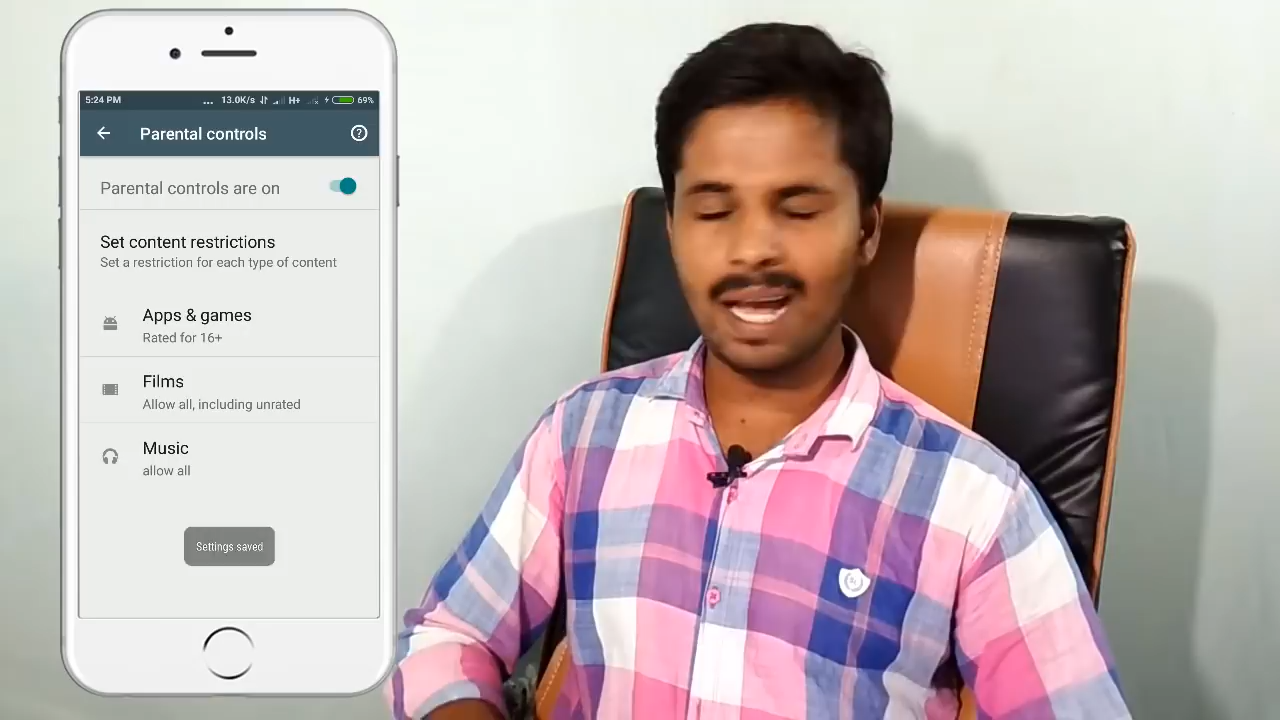 5:24 PM ... 13.0K/s H+ 69%
Parental controls
Parental controls are on
Set content restrictions
Set a restriction for each type of content
Apps & games
Rated for 16+
Films
Allow all, including unrated
Music
allow all
Settings saved